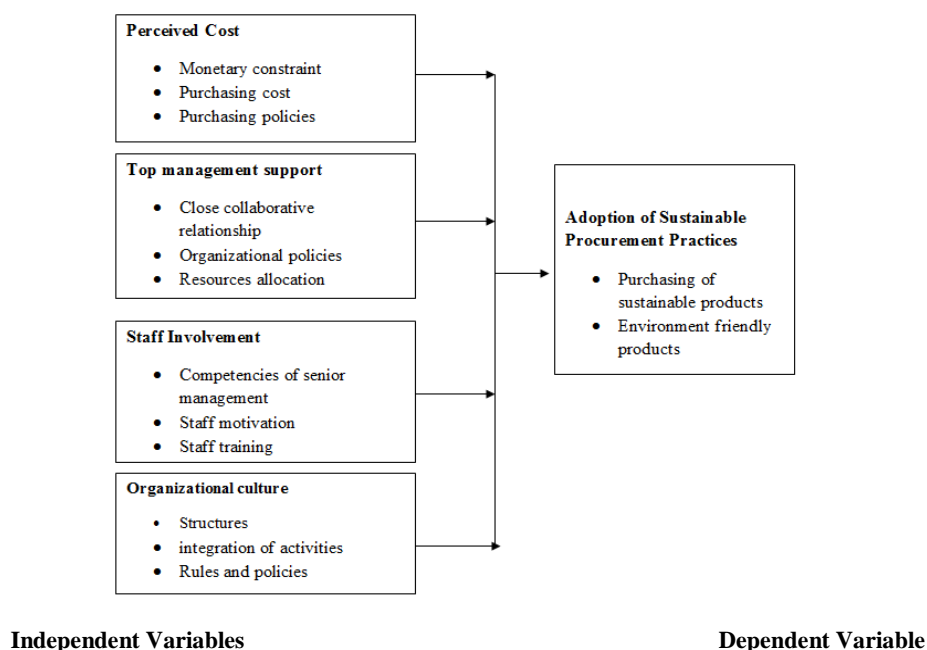 Perceived Cost
• Monetary constraint
• Purchasing cost
• Purchasing policies
Top management support
• Close collaborative
relationship
• Organizational policies
• Resources allocation
Staff Involvement
• Competencies of senior
management
• Staff motivation
• Staff training
Organizational culture
• Structures
• integration of activities
• Rules and policies
Adoption of Sustainable
Procurement Practices
• Purchasing of
sustainable products
• Environment friendly
products
Independent Variables
Dependent Variable